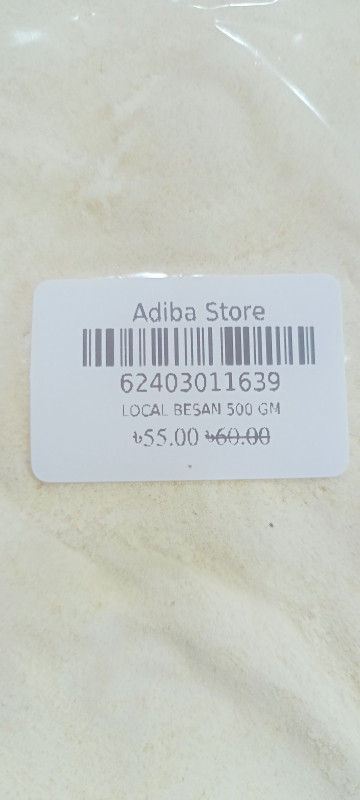 Adiba Store
62403011639
LOCAL BESAN 500 GM
৳55.00 ৳60.00